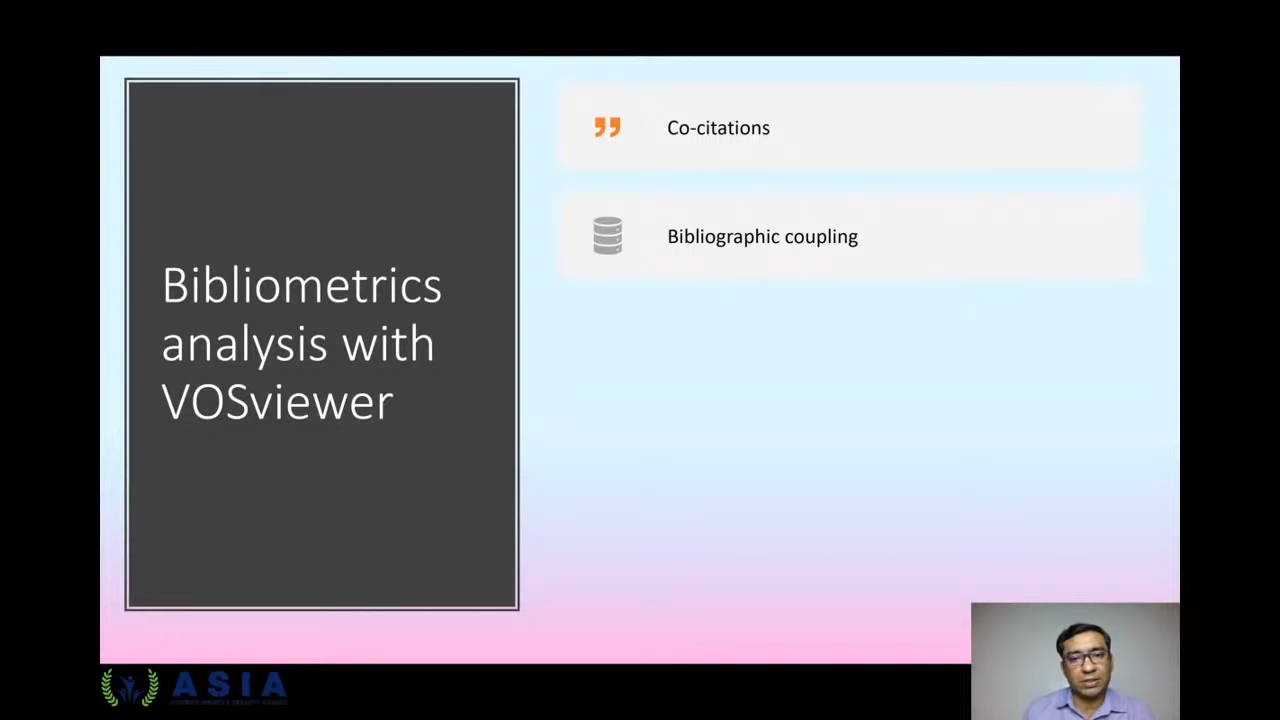 Bibliometrics
analysis with
VOSviewer
Co-citations
Bibliographic coupling
ASIA